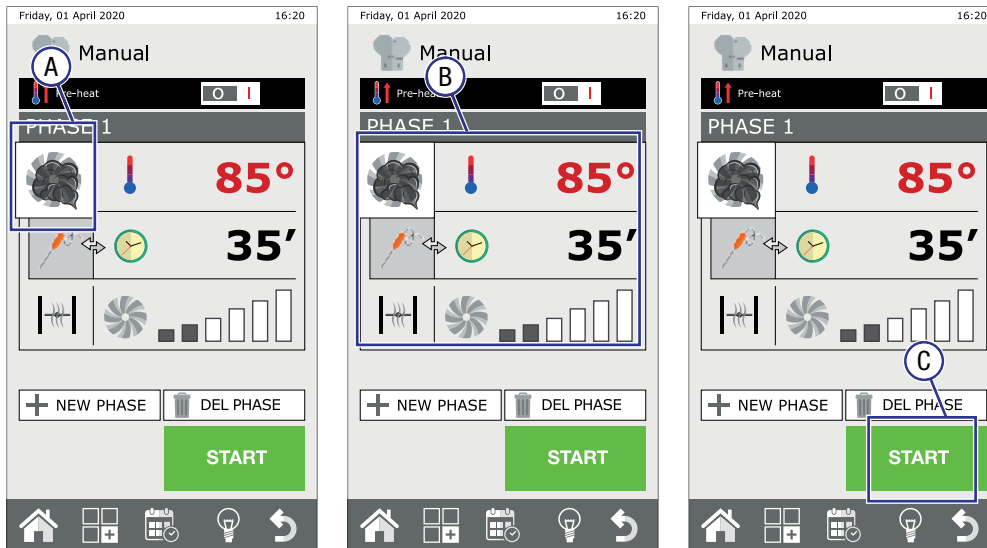 Friday, 01 April 2020 16:20
Manual
A
Pre-heat O I
PHASE 1
85°
35′
NEW PHASE DEL PHASE
START
Friday, 01 April 2020 16:20
Manual
B
Pre-heat O I
PHASE 1
85°
35′
NEW PHASE DEL PHASE
START
Friday, 01 April 2020 16:20
Manual
Pre-heat O I
PHASE 1
85°
35′
C
NEW PHASE DEL PHASE
START